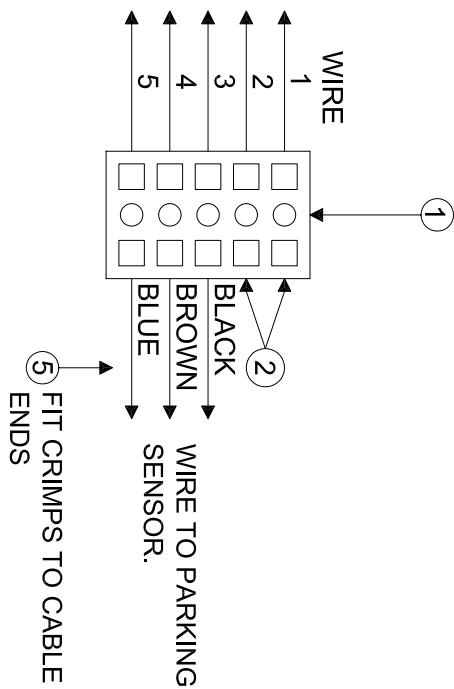 WIRE
1
2
3
4
5
1
2
BLACK
BROWN
BLUE
WIRE TO PARKING
SENSOR.
5
FIT CRIMPS TO CABLE
ENDS